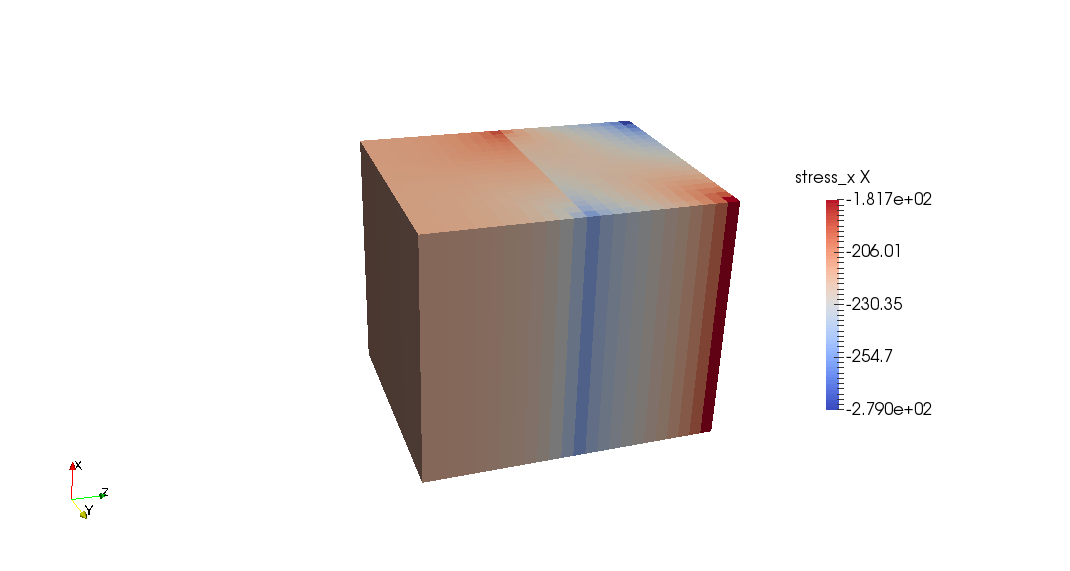 stress_x X
-1.817e+02
-206.01
-230.35
-254.7
-2.790e+02
X
Z
Y